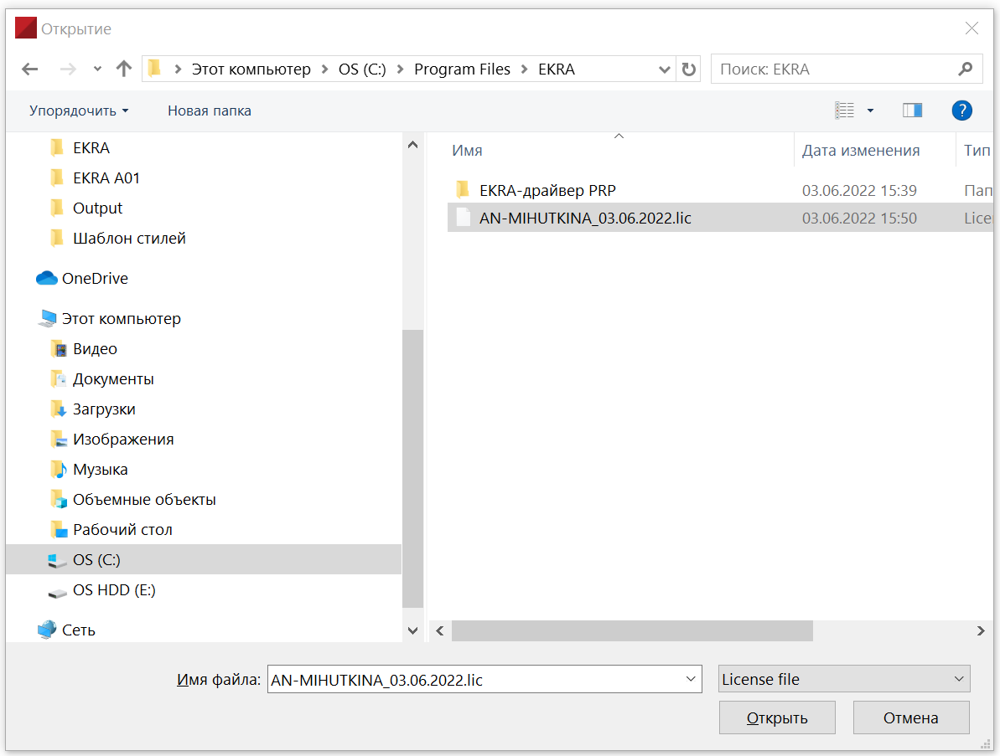 Открытие
Этот компьютер OS (C:) Program Files EKRA
Поиск: EKRA
Упорядочить Новая папка ?
EKRA
EKRA A01
Output
Шаблон стилей
OneDrive
Этот компьютер
Видео
Документы
Загрузки
Изображения
Музыка
Объемные объекты
Рабочий стол
OS (C:)
OS HDD (E:)
Сеть
Имя Дата изменения Тип
EKRA-драйвер PRP 03.06.2022 15:39 Пап
AN-MIHUTKINA_03.06.2022.lic 03.06.2022 15:50 Lice
Имя файла: AN-MIHUTKINA_03.06.2022.lic License file
Открыть Отмена